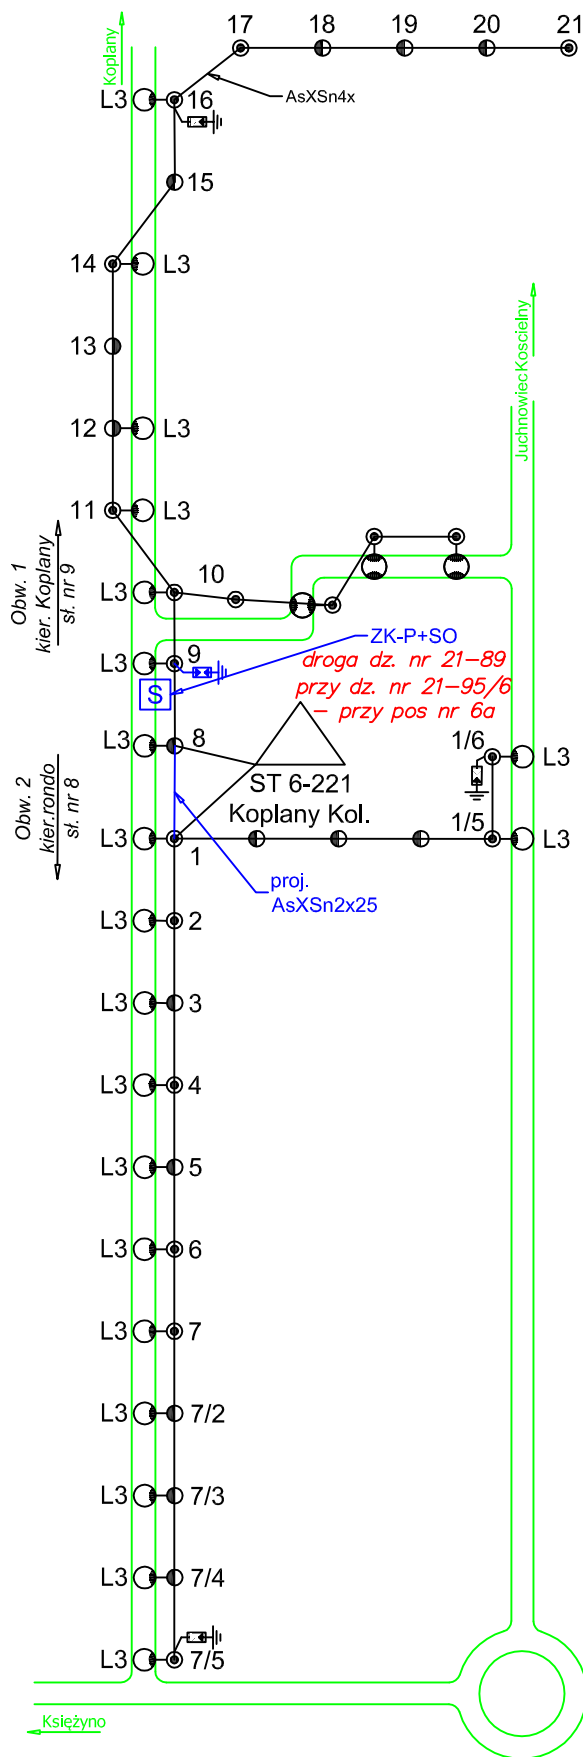 17 18 19 20 21
Koplany
L3 16
AsXSn4x
15
14 L3
13
Juchnowiec Koscielny
12 L3
11 L3
Obw. 1
kier. Koplany
sł. nr 9
L3 10
ZK-P+SO
L3 9
droga dz. nr 21-89
S
przy dz. nr 21-95/6
- przy pos nr 6a
L3 8
1/6 L3
Obw. 2
kier.rondo
sł. nr 8
ST 6-221
Koplany Kol.
L3 1
1/5 L3
proj.
AsXSn2x25
L3 2
L3 3
L3 4
L3 5
L3 6
L3 7
L3 7/2
L3 7/3
L3 7/4
L3 7/5
Księżyno